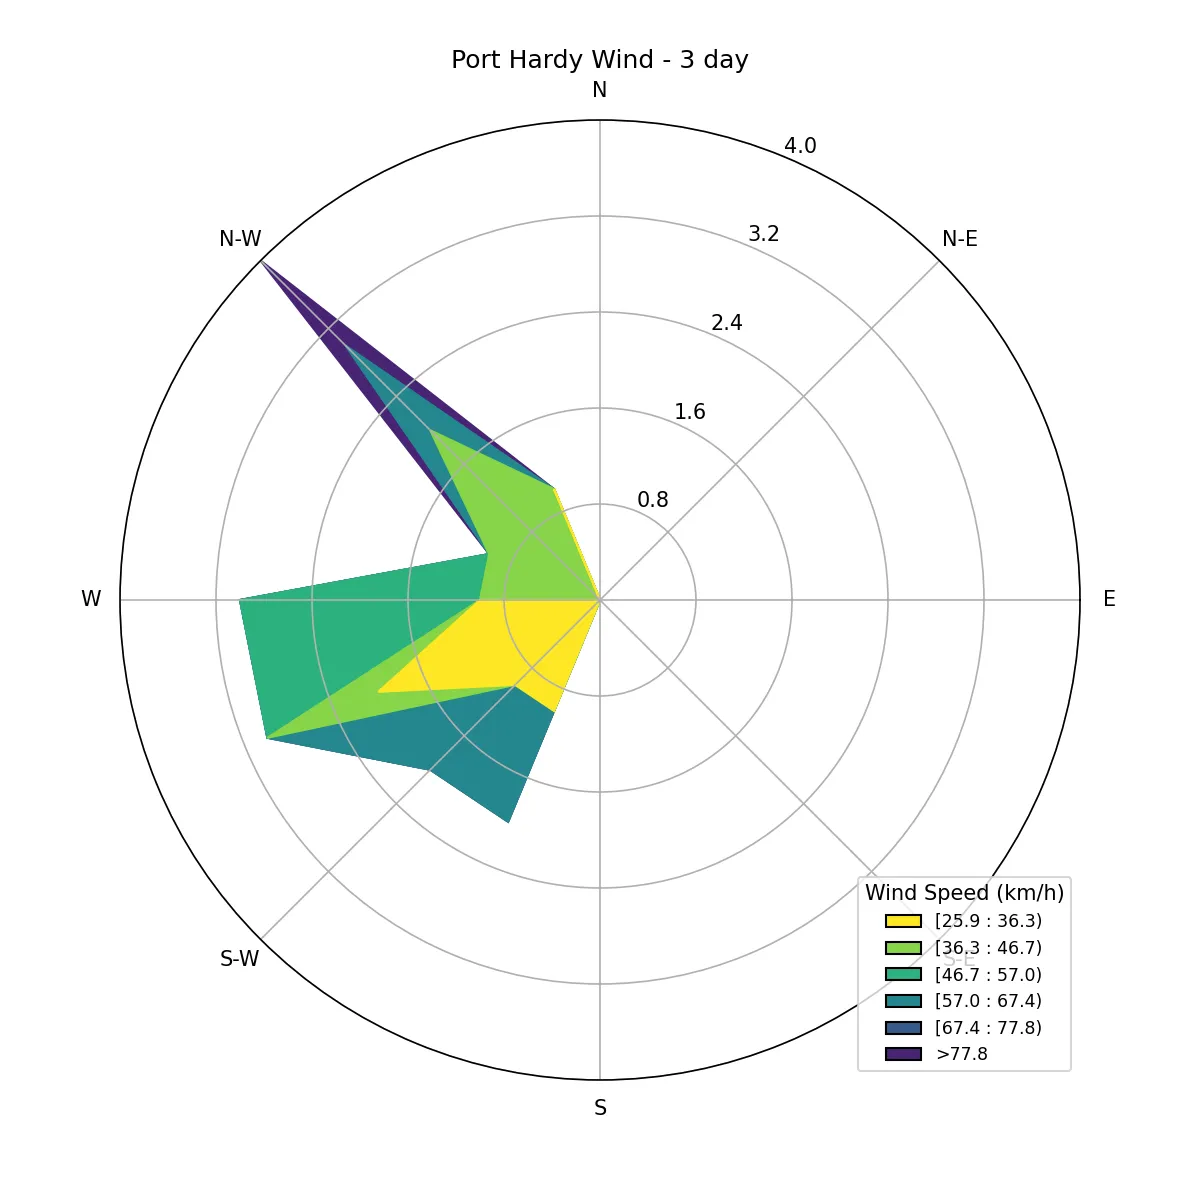 Port Hardy Wind - 3 day
N
4.0
N-W
3.2
N-E
2.4
1.6
0.8
W
E
Wind Speed (km/h)
[25.9 : 36.3)
[36.3 : 46.7)
S-W
S-E
[46.7 : 57.0)
[57.0 : 67.4)
[67.4 : 77.8)
>77.8
S